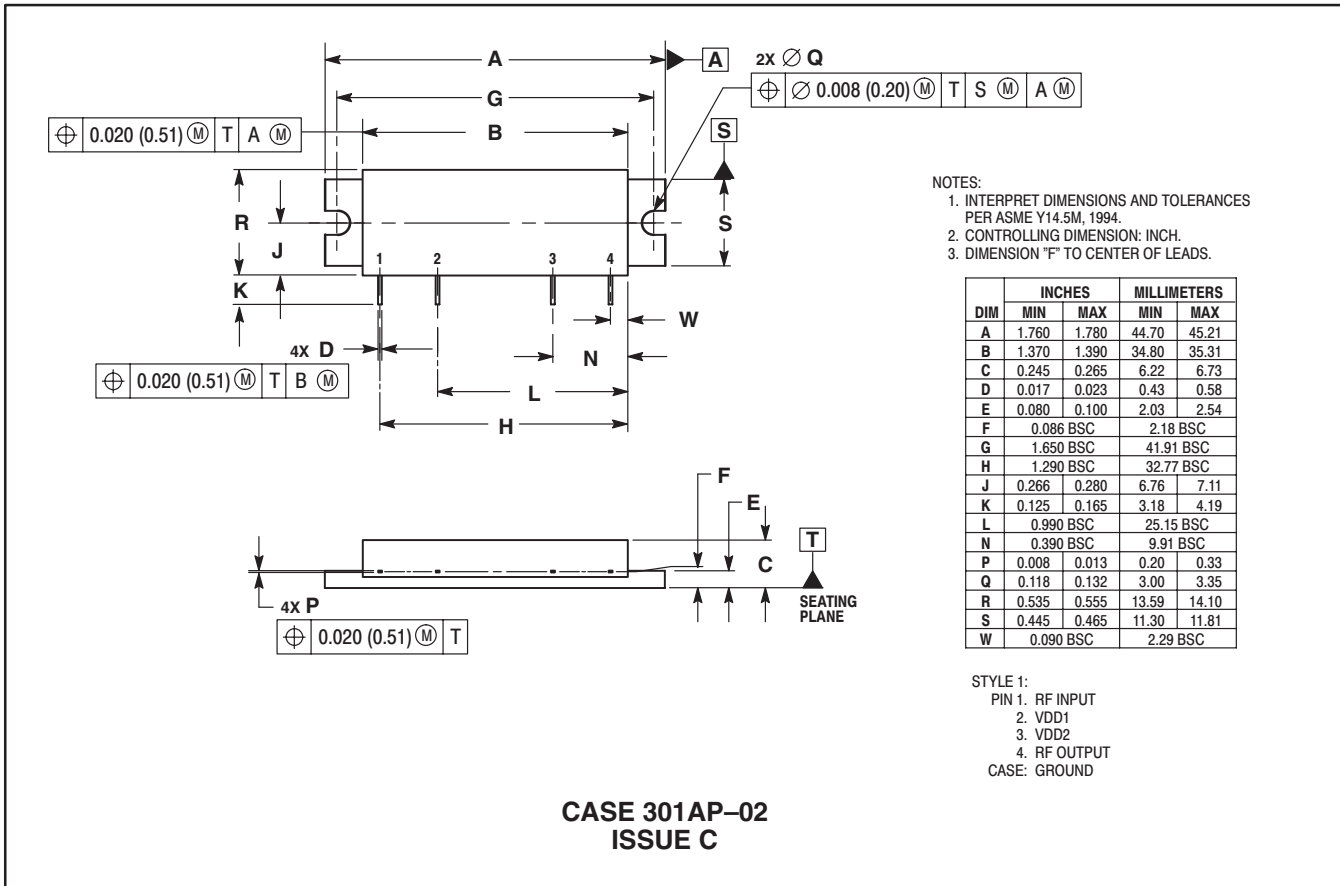 A
A
2X ∅ Q
G
⌖ ∅ 0.008 (0.20) Ⓜ T S Ⓜ A Ⓜ
⌖ 0.020 (0.51) Ⓜ T A Ⓜ
B
S
R
J
S
K
1 2 3 4
W
4X D
N
⌖ 0.020 (0.51) Ⓜ T B Ⓜ
L
H
F
E
C
T
SEATING
PLANE
4X P
⌖ 0.020 (0.51) Ⓜ T
NOTES:
1. INTERPRET DIMENSIONS AND TOLERANCES
PER ASME Y14.5M, 1994.
2. CONTROLLING DIMENSION: INCH.
3. DIMENSION "F" TO CENTER OF LEADS.
INCHES MILLIMETERS
DIM MIN MAX MIN MAX
A 1.760 1.780 44.70 45.21
B 1.370 1.390 34.80 35.31
C 0.245 0.265 6.22 6.73
D 0.017 0.023 0.43 0.58
E 0.080 0.100 2.03 2.54
F 0.086 BSC 2.18 BSC
G 1.650 BSC 41.91 BSC
H 1.290 BSC 32.77 BSC
J 0.266 0.280 6.76 7.11
K 0.125 0.165 3.18 4.19
L 0.990 BSC 25.15 BSC
N 0.390 BSC 9.91 BSC
P 0.008 0.013 0.20 0.33
Q 0.118 0.132 3.00 3.35
R 0.535 0.555 13.59 14.10
S 0.445 0.465 11.30 11.81
W 0.090 BSC 2.29 BSC
STYLE 1:
PIN 1. RF INPUT
2. VDD1
3. VDD2
4. RF OUTPUT
CASE: GROUND
CASE 301AP–02
ISSUE C